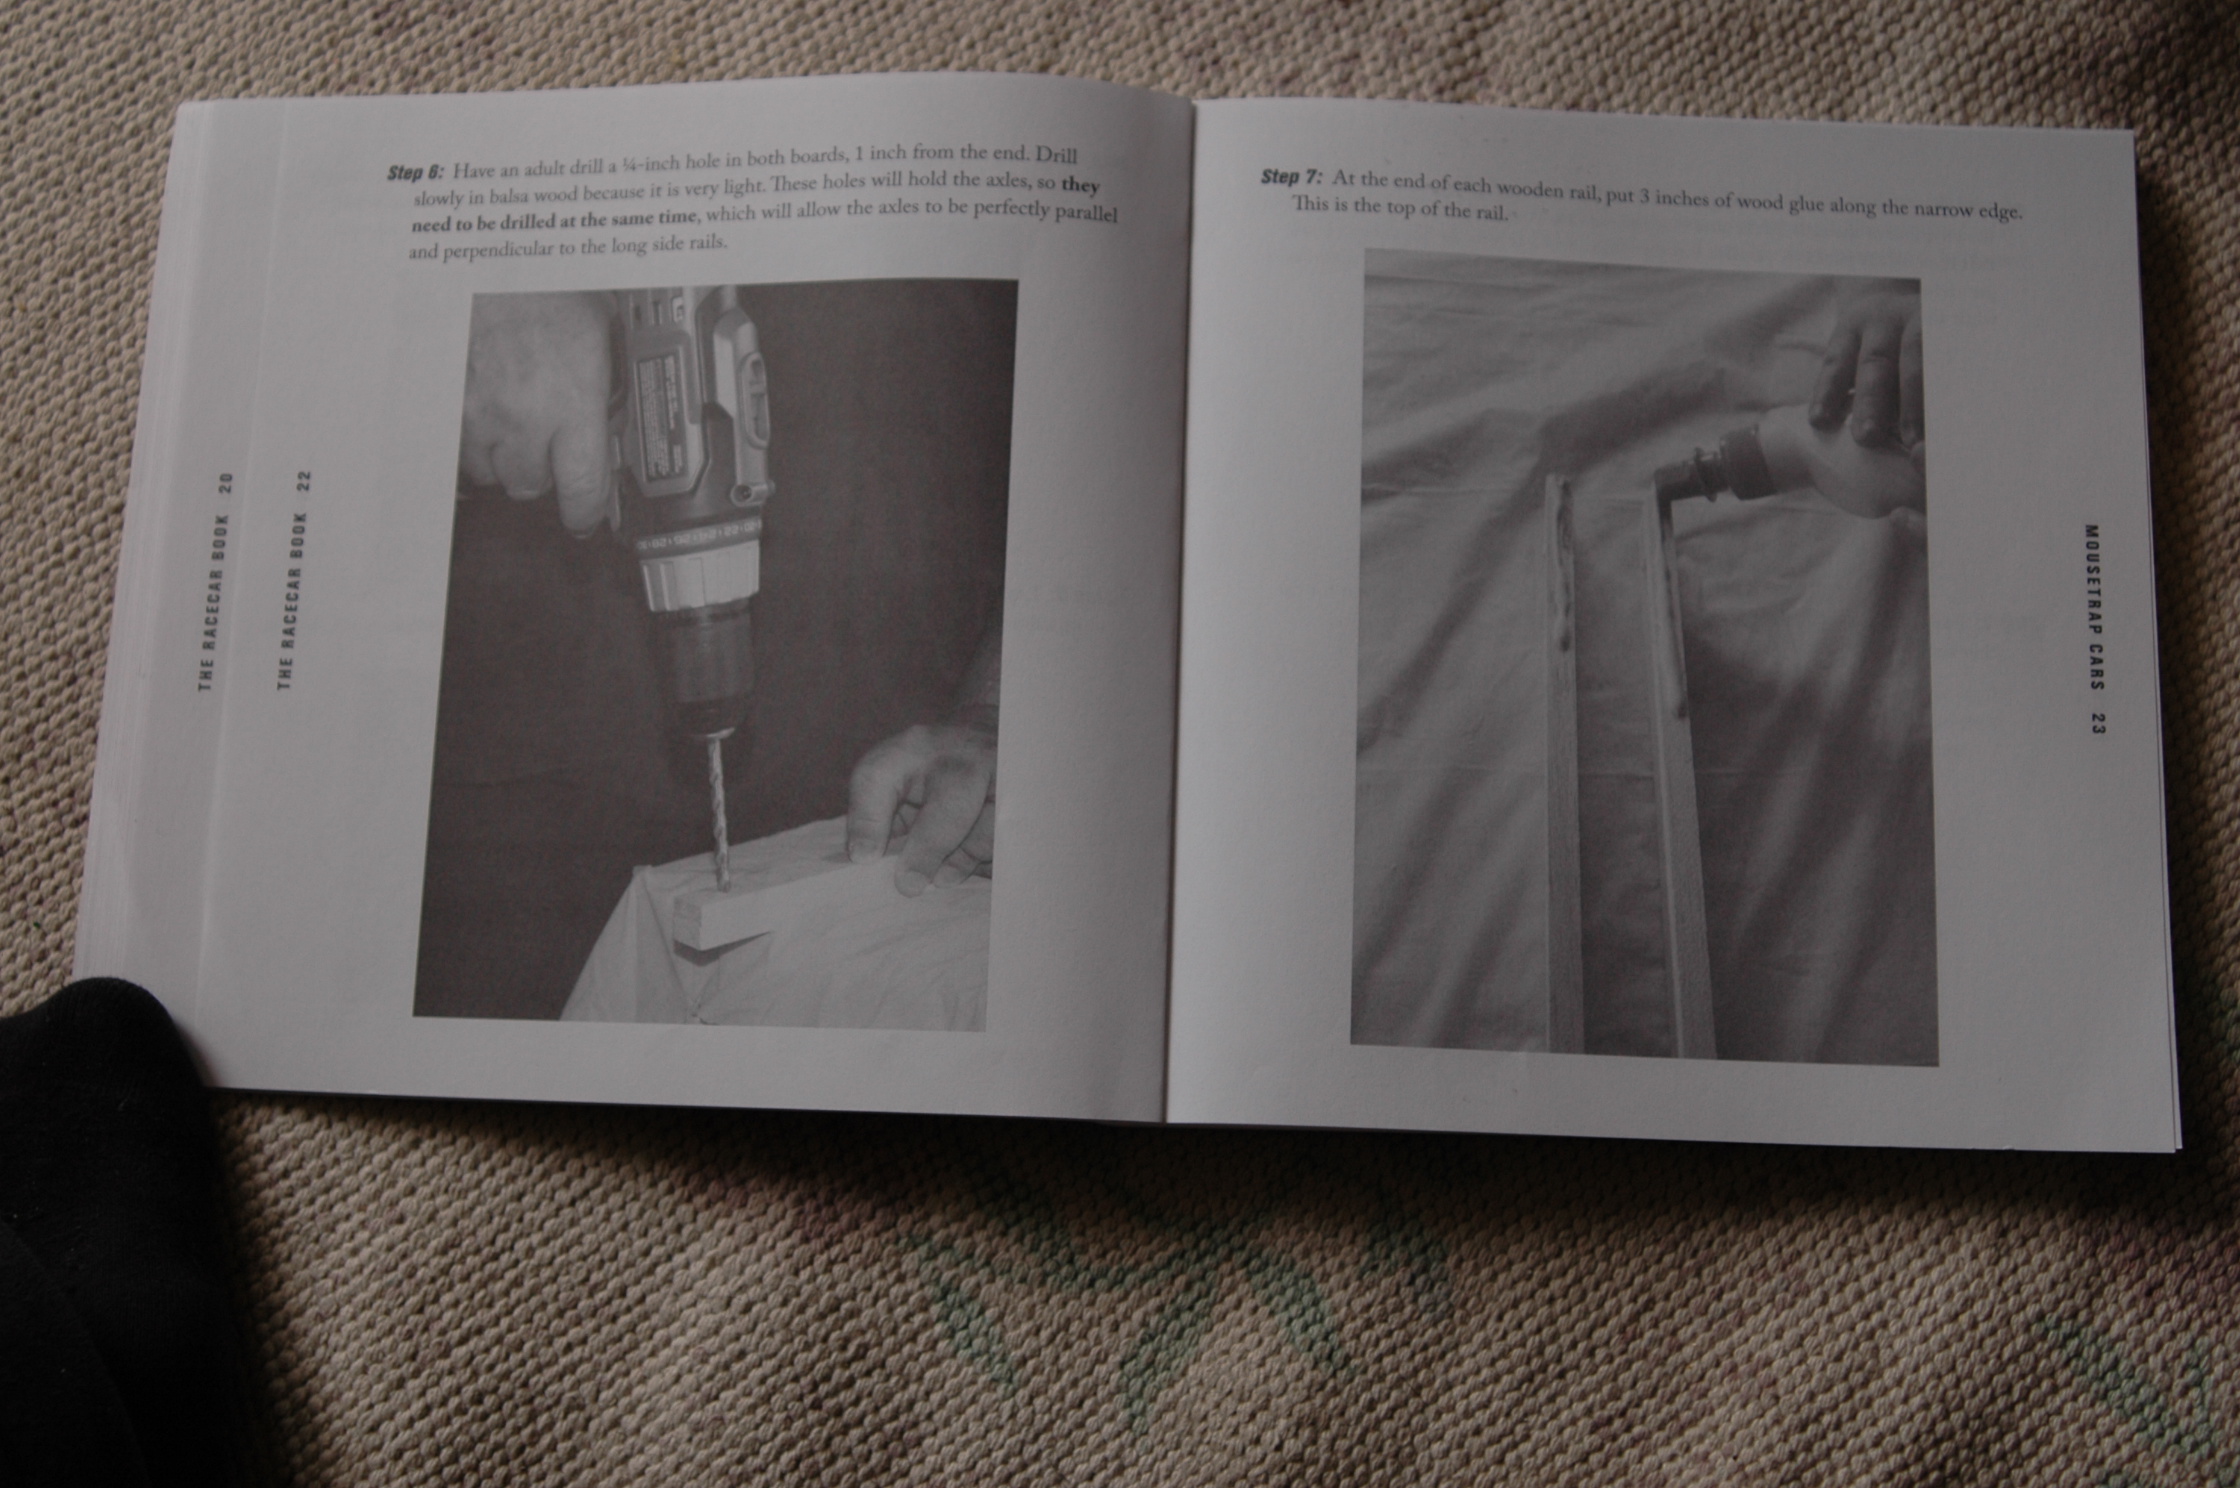 THE RACECAR BOOK 20
THE RACECAR BOOK 22
Step 6: Have an adult drill a ¼-inch hole in both boards, 1 inch from the end. Drill
slowly in balsa wood because it is very light. These holes will hold the axles, so they
need to be drilled at the same time, which will allow the axles to be perfectly parallel
and perpendicular to the long side rails.
Step 7: At the end of each wooden rail, put 3 inches of wood glue along the narrow edge.
This is the top of the rail.
MOUSETRAP CARS 23